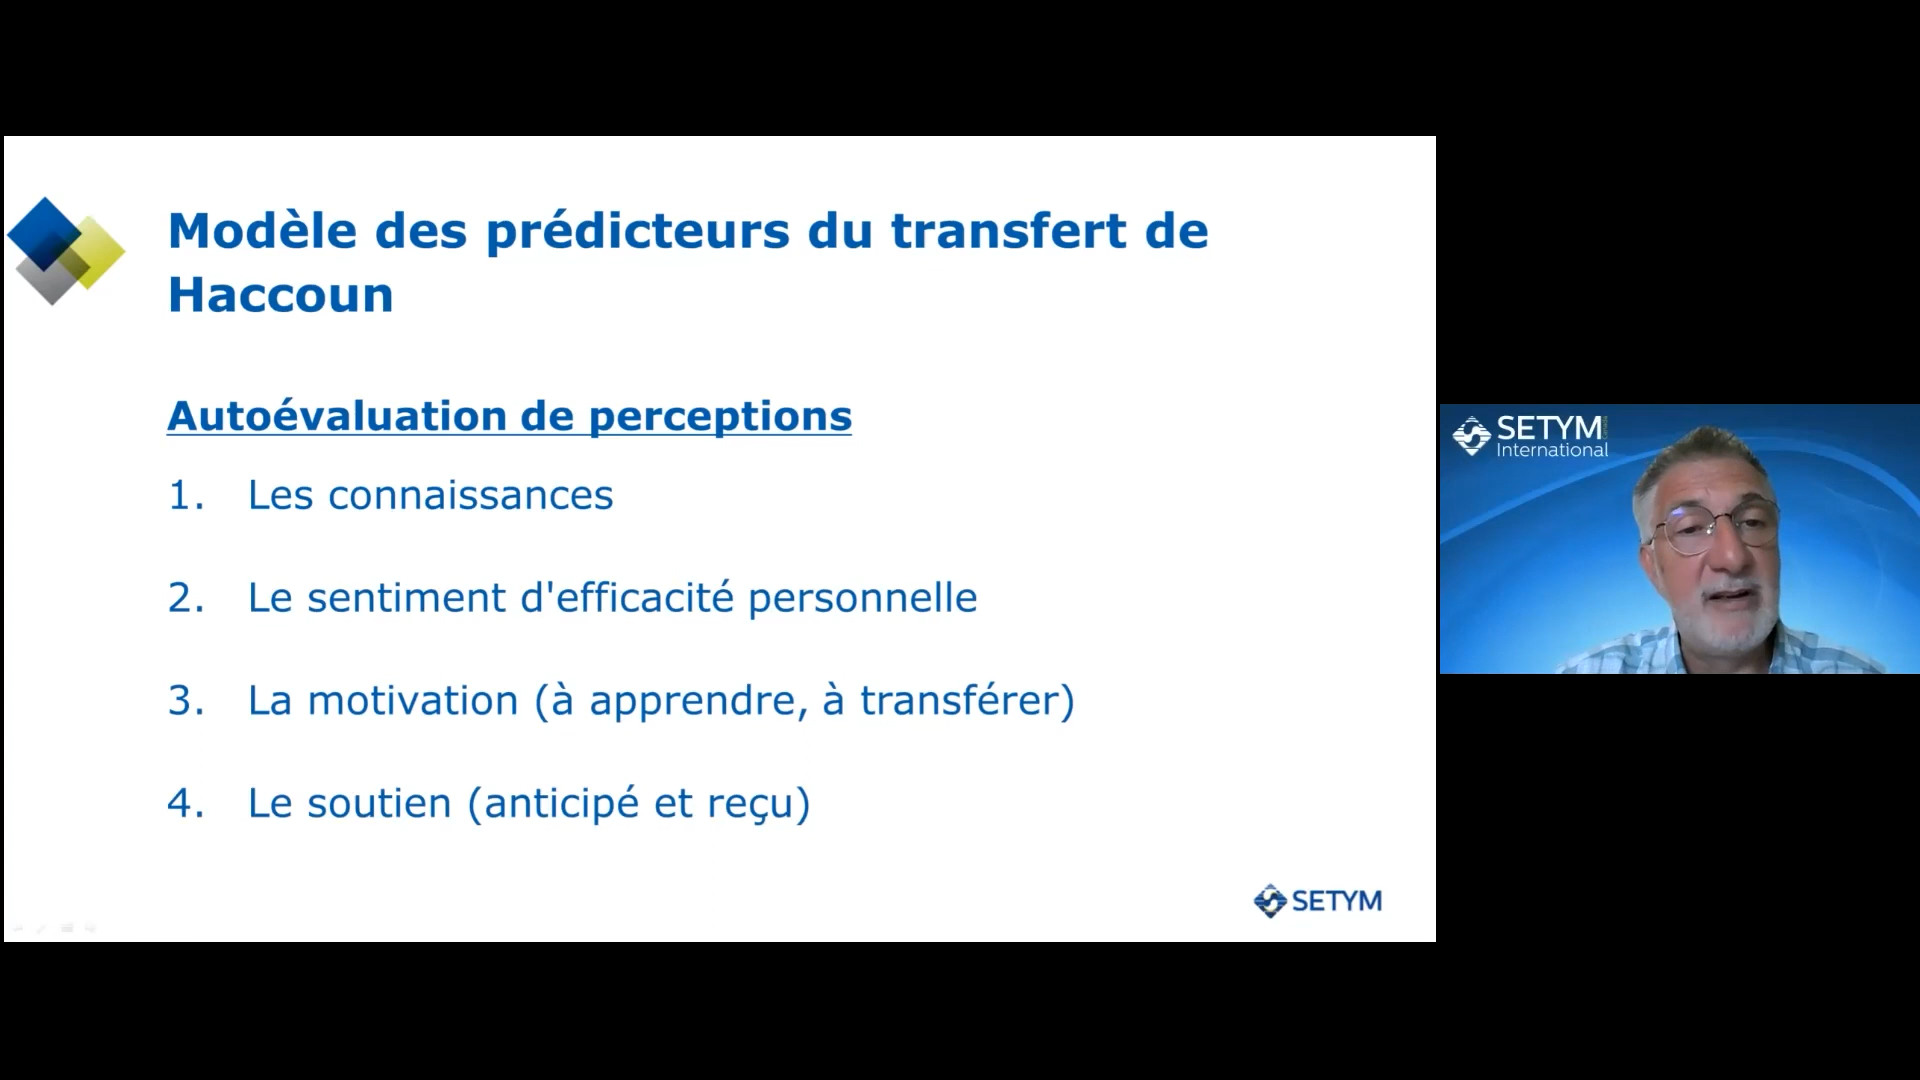 Modèle des prédicteurs du transfert de
Haccoun
Autoévaluation de perceptions
1. Les connaissances
2. Le sentiment d'efficacité personnelle
3. La motivation (à apprendre, à transférer)
4. Le soutien (anticipé et reçu)
SETYM
SETYM
International